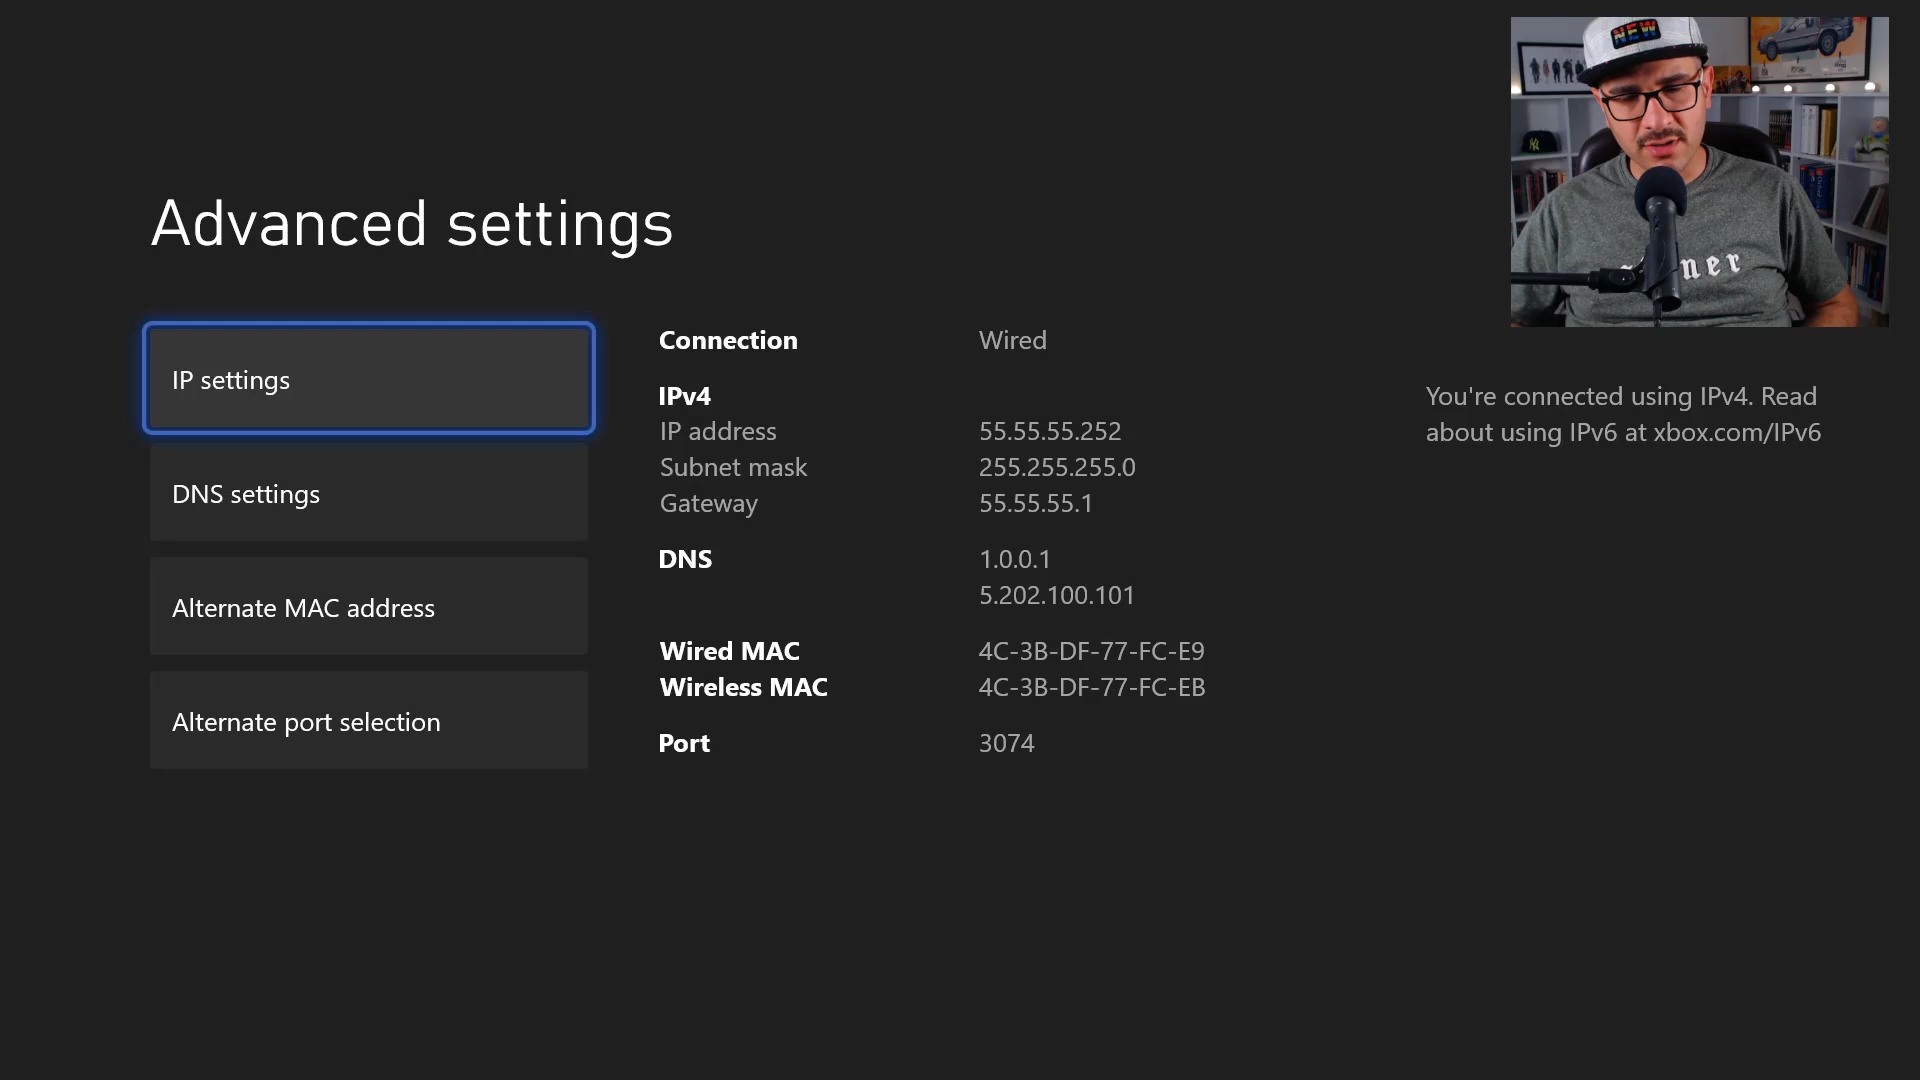 NEW
Advanced settings
IP settings
DNS settings
Alternate MAC address
Alternate port selection
Connection Wired
IPv4
IP address 55.55.55.252
Subnet mask 255.255.255.0
Gateway 55.55.55.1
DNS 1.0.0.1
5.202.100.101
Wired MAC 4C-3B-DF-77-FC-E9
Wireless MAC 4C-3B-DF-77-FC-EB
Port 3074
You're connected using IPv4. Read
about using IPv6 at xbox.com/IPv6